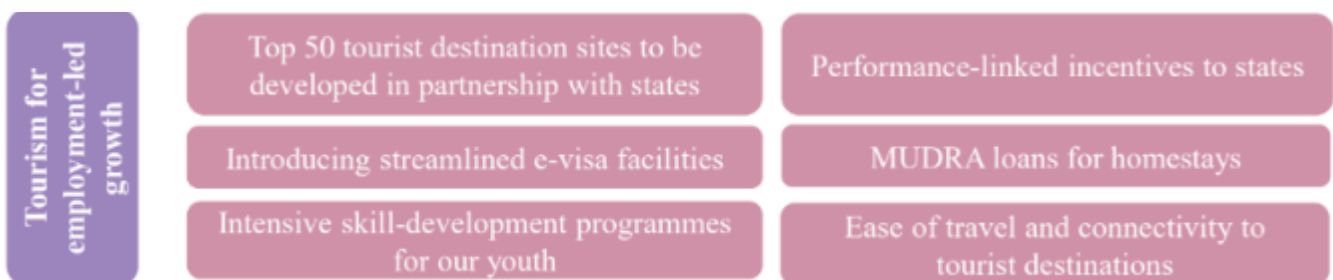 Tourism for
employment-led
growth
Top 50 tourist destination sites to be
developed in partnership with states
Performance-linked incentives to states
Introducing streamlined e-visa facilities
MUDRA loans for homestays
Intensive skill-development programmes
for our youth
Ease of travel and connectivity to
tourist destinations